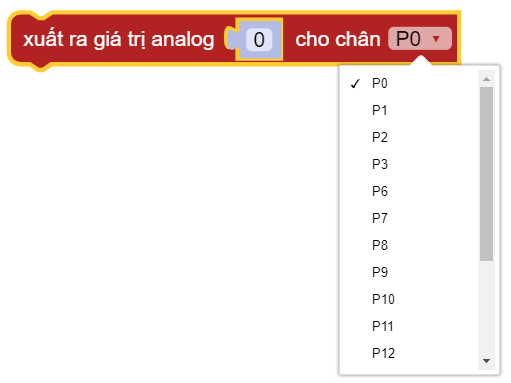 xuất ra giá trị analog 0 cho chân P0
✓ P0
P1
P2
P3
P6
P7
P8
P9
P10
P11
P12